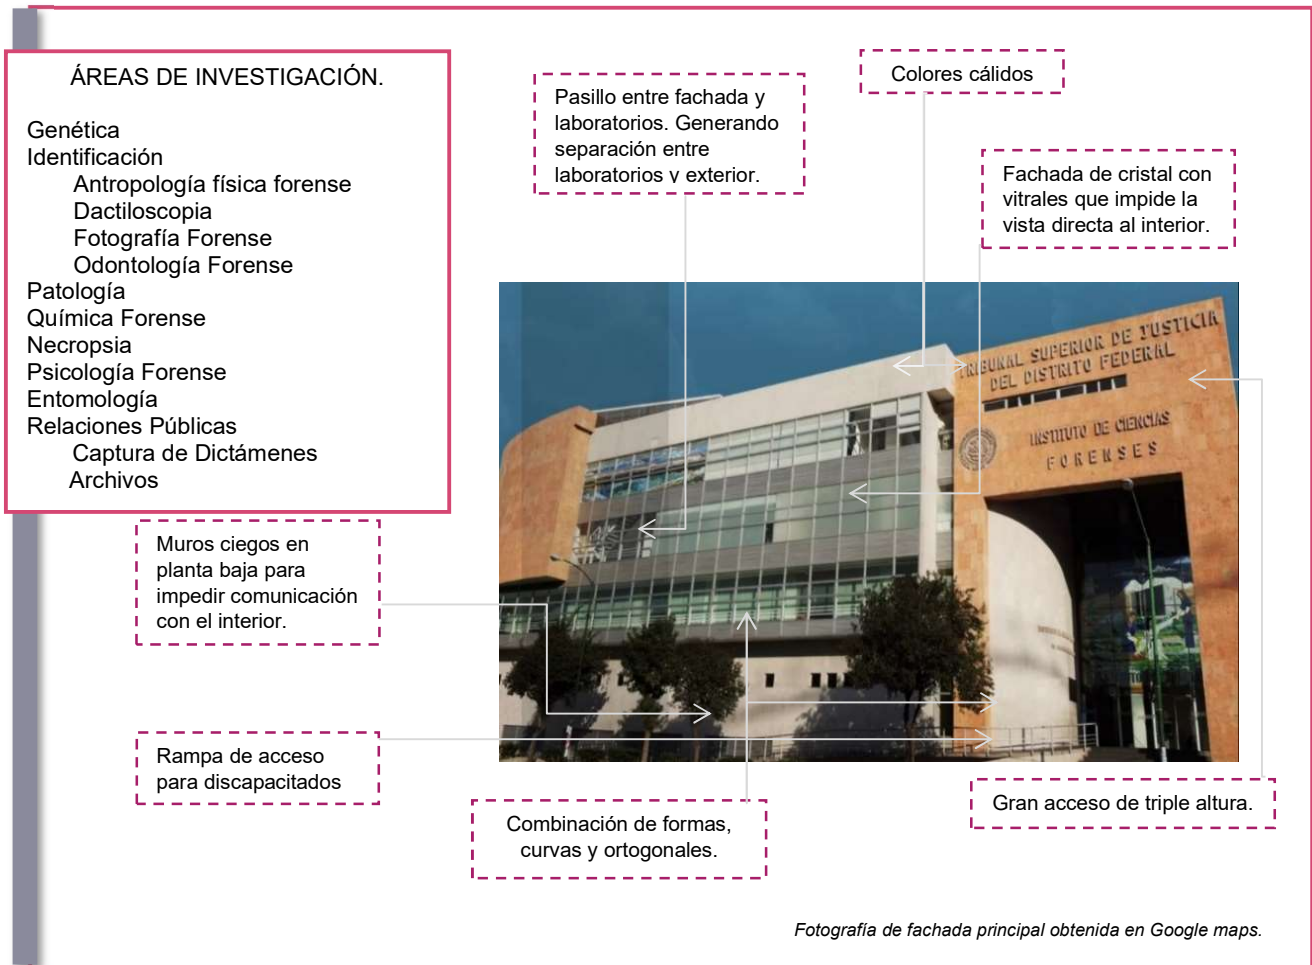 ÁREAS DE INVESTIGACIÓN.
Genética
Identificación
Antropología física forense
Dactiloscopia
Fotografía Forense
Odontología Forense
Patología
Química Forense
Necropsia
Psicología Forense
Entomología
Relaciones Públicas
Captura de Dictámenes
Archivos
Pasillo entre fachada y
laboratorios. Generando
separación entre
laboratorios y exterior.
Colores cálidos
Fachada de cristal con
vitrales que impide la
vista directa al interior.
TRIBUNAL SUPERIOR DE JUSTICIA
DEL DISTRITO FEDERAL
INSTITUTO DE CIENCIAS
FORENSES
Muros ciegos en
planta baja para
impedir comunicación
con el interior.
Rampa de acceso
para discapacitados
Combinación de formas,
curvas y ortogonales.
Gran acceso de triple altura.
Fotografía de fachada principal obtenida en Google maps.